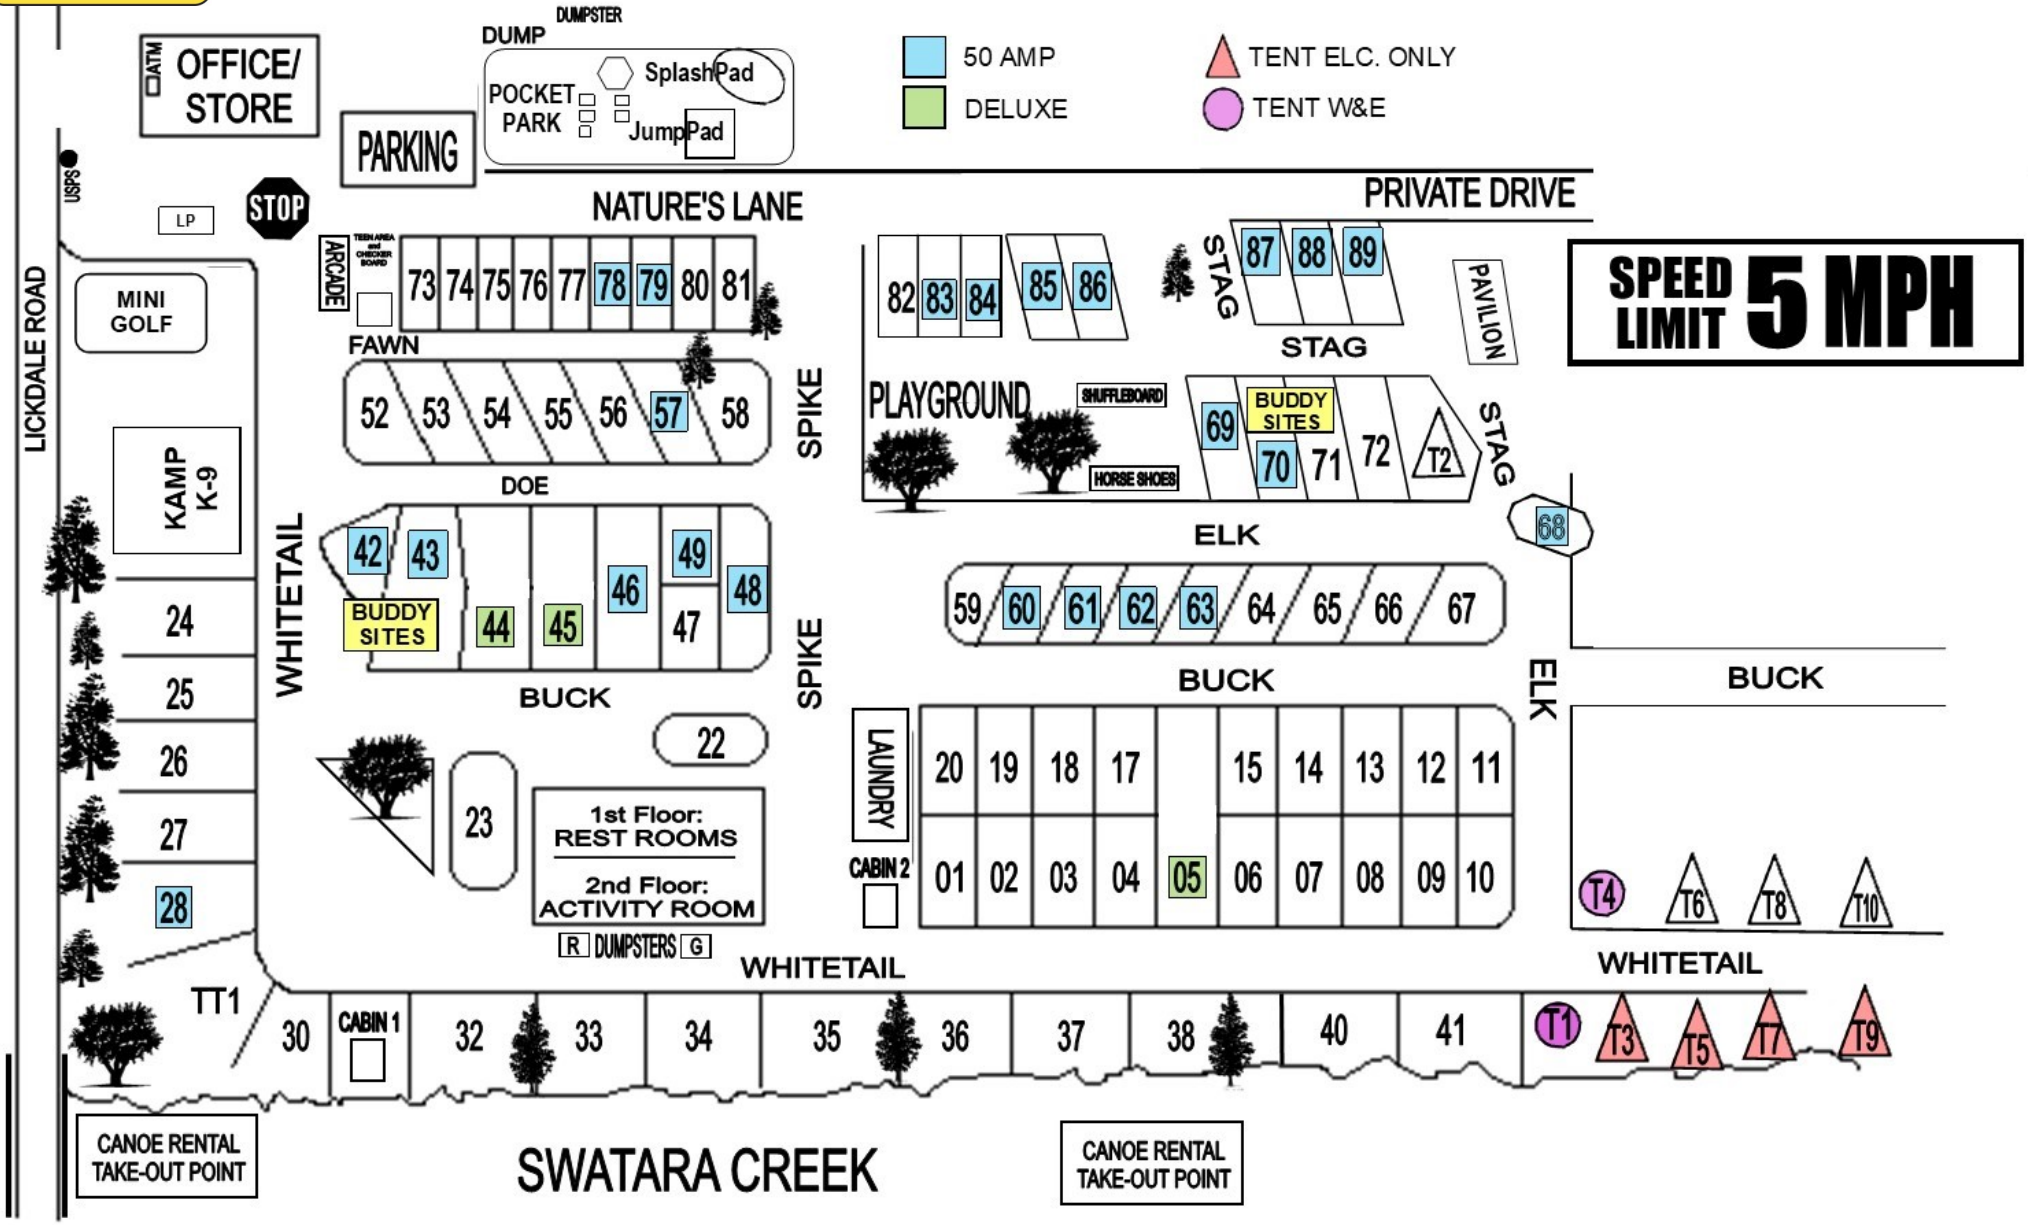 DUMPSTER
DUMP
OFFICE/
STORE
ATM
PARKING
POCKET
PARK
SplashPad
JumpPad
50 AMP
DELUXE
TENT ELC. ONLY
TENT W&E
USPS
LP
STOP
NATURE'S LANE
PRIVATE DRIVE
LICKDALE ROAD
MINI
GOLF
ARCADE
TEEN AREA
and
CHECKER
BOARD
73 74 75 76 77 78 79 80 81
82 83 84 85 86
STAG
87 88 89
PAVILION
SPEED
LIMIT
5 MPH
FAWN
STAG
52 53 54 55 56 57 58
SPIKE
PLAYGROUND
SHUFFLEBOARD
HORSE SHOES
69
BUDDY
SITES
70 71 72 T2
STAG
KAMP
K-9
DOE
ELK
68
WHITETAIL
42 43
BUDDY
SITES
44 45 46 49 47 48
SPIKE
59 60 61 62 63 64 65 66 67
24
25
26
27
28
BUCK
BUCK
ELK
BUCK
22
23
1st Floor:
REST ROOMS
2nd Floor:
ACTIVITY ROOM
R DUMPSTERS G
LAUNDRY
CABIN 2
20 19 18 17 15 14 13 12 11
01 02 03 04 05 06 07 08 09 10
T4 T6 T8 T10
WHITETAIL
WHITETAIL
TT1
30
CABIN 1
32 33 34 35 36 37 38 40 41
T1 T3 T5 T7 T9
CANOE RENTAL
TAKE-OUT POINT
SWATARA CREEK
CANOE RENTAL
TAKE-OUT POINT